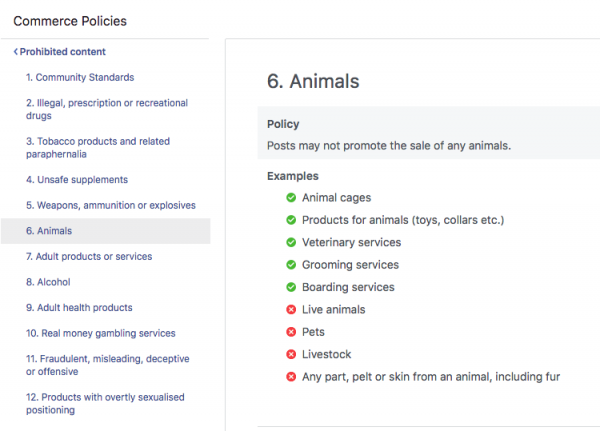 Commerce Policies
Prohibited content
1. Community Standards
2. Illegal, prescription or recreational
drugs
3. Tobacco products and related
paraphernalia
4. Unsafe supplements
5. Weapons, ammunition or explosives
6. Animals
7. Adult products or services
8. Alcohol
9. Adult health products
10. Real money gambling services
11. Fraudulent, misleading, deceptive
or offensive
12. Products with overtly sexualised
positioning
6. Animals
Policy
Posts may not promote the sale of any animals.
Examples
Animal cages
Products for animals (toys, collars etc.)
Veterinary services
Grooming services
Boarding services
Live animals
Pets
Livestock
Any part, pelt or skin from an animal, including fur